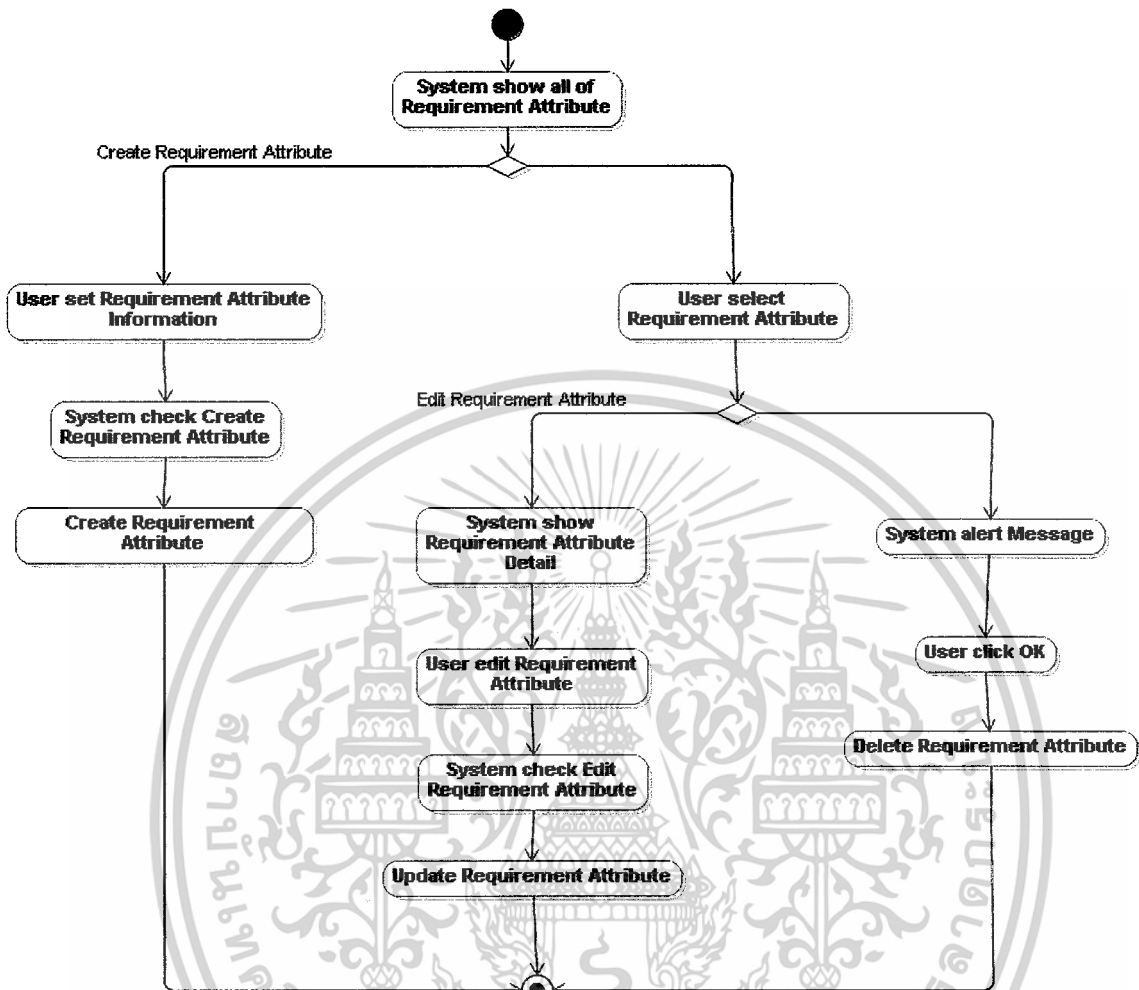 System show all of
Requirement Attribute
Create Requirement Attribute
User set Requirement Attribute
Information
User select
Requirement Attribute
System check Create
Requirement Attribute
Edit Requirement Attribute
Create Requirement
Attribute
System show
Requirement Attribute
Detail
System alert Message
User edit Requirement
Attribute
User click OK
Delete Requirement Attribute
System check Edit
Requirement Attribute
Update Requirement Attribute